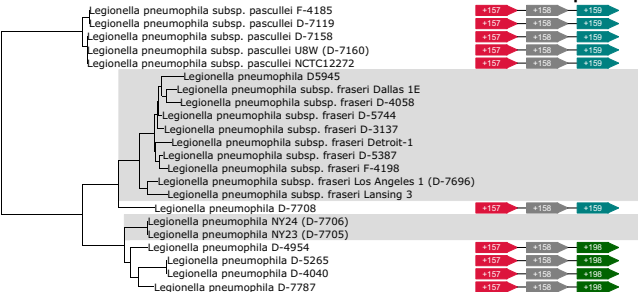 Legionella pneumophila subsp. pascullei F-4185 +157 +158 +159
Legionella pneumophila subsp. pascullei D-7119 +157 +158 +159
Legionella pneumophila subsp. pascullei D-7158 +157 +158 +159
Legionella pneumophila subsp. pascullei U8W (D-7160) +157 +158 +159
Legionella pneumophila subsp. pascullei NCTC12272 +157 +158 +159
Legionella pneumophila D5945
Legionella pneumophila subsp. fraseri Dallas 1E
Legionella pneumophila subsp. fraseri D-4058
Legionella pneumophila subsp. fraseri D-5744
Legionella pneumophila subsp. fraseri D-3137
Legionella pneumophila subsp. fraseri Detroit-1
Legionella pneumophila subsp. fraseri D-5387
Legionella pneumophila subsp. fraseri F-4198
Legionella pneumophila subsp. fraseri Los Angeles 1 (D-7696)
Legionella pneumophila subsp. fraseri Lansing 3
Legionella pneumophila D-7708 +157 +158 +159
Legionella pneumophila NY24 (D-7706)
Legionella pneumophila NY23 (D-7705)
Legionella pneumophila D-4954 +157 +158 +198
Legionella pneumophila D-5265 +157 +158 +198
Legionella pneumophila D-4040 +157 +158 +198
Legionella pneumophila D-7787 +157 +158 +198